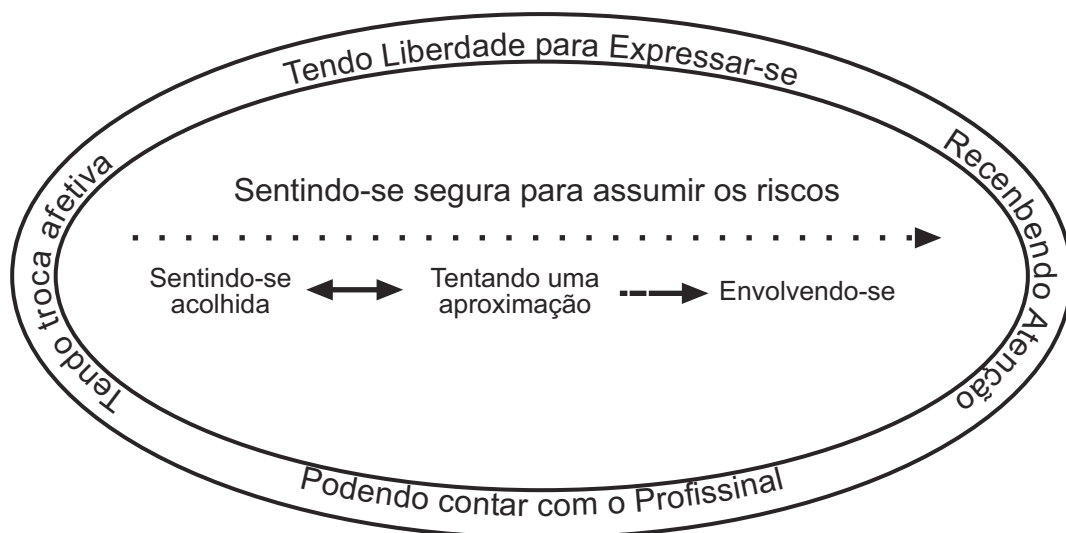 Tendo Liberdade para Expressar-se
Tendo troca afetiva
Recenbendo Atenção
Sentindo-se segura para assumir os riscos
Sentindo-se
acolhida
Tentando uma
aproximação
Envolvendo-se
Podendo contar com o Profissinal